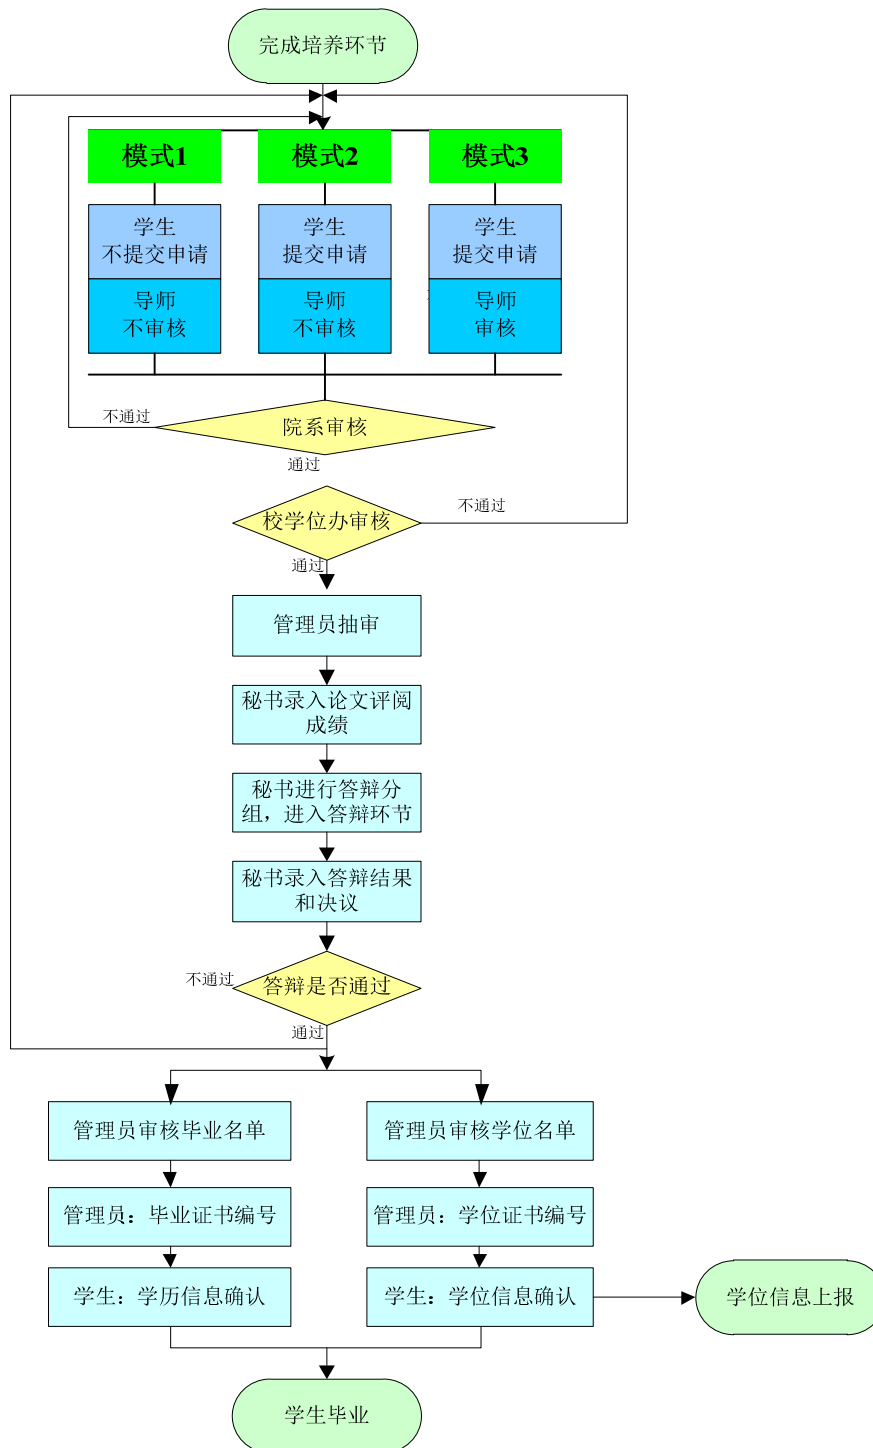 完成培养环节
模式1
模式2
模式3
学生
不提交申请
学生
提交申请
学生
提交申请
导师
不审核
导师
不审核
导师
审核
不通过
院系审核
通过
不通过
校学位办审核
通过
管理员抽审
秘书录入论文评阅
成绩
秘书进行答辩分
组，进入答辩环节
秘书录入答辩结果
和决议
不通过
答辩是否通过
通过
管理员审核毕业名单
管理员审核学位名单
管理员：毕业证书编号
管理员：学位证书编号
学生：学历信息确认
学生：学位信息确认
学位信息上报
学生毕业